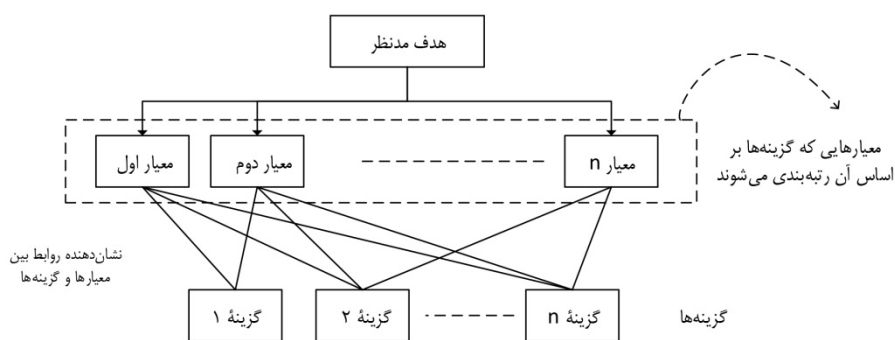 هدف مدنظر
معیار اول
معیار دوم
معیار n
معیارهایی که گزینه‌ها بر
اساس آن رتبه‌بندی می‌شوند
نشان‌دهنده روابط بین
معیارها و گزینه‌ها
گزینهٔ ۱
گزینهٔ ۲
گزینهٔ n
گزینه‌ها